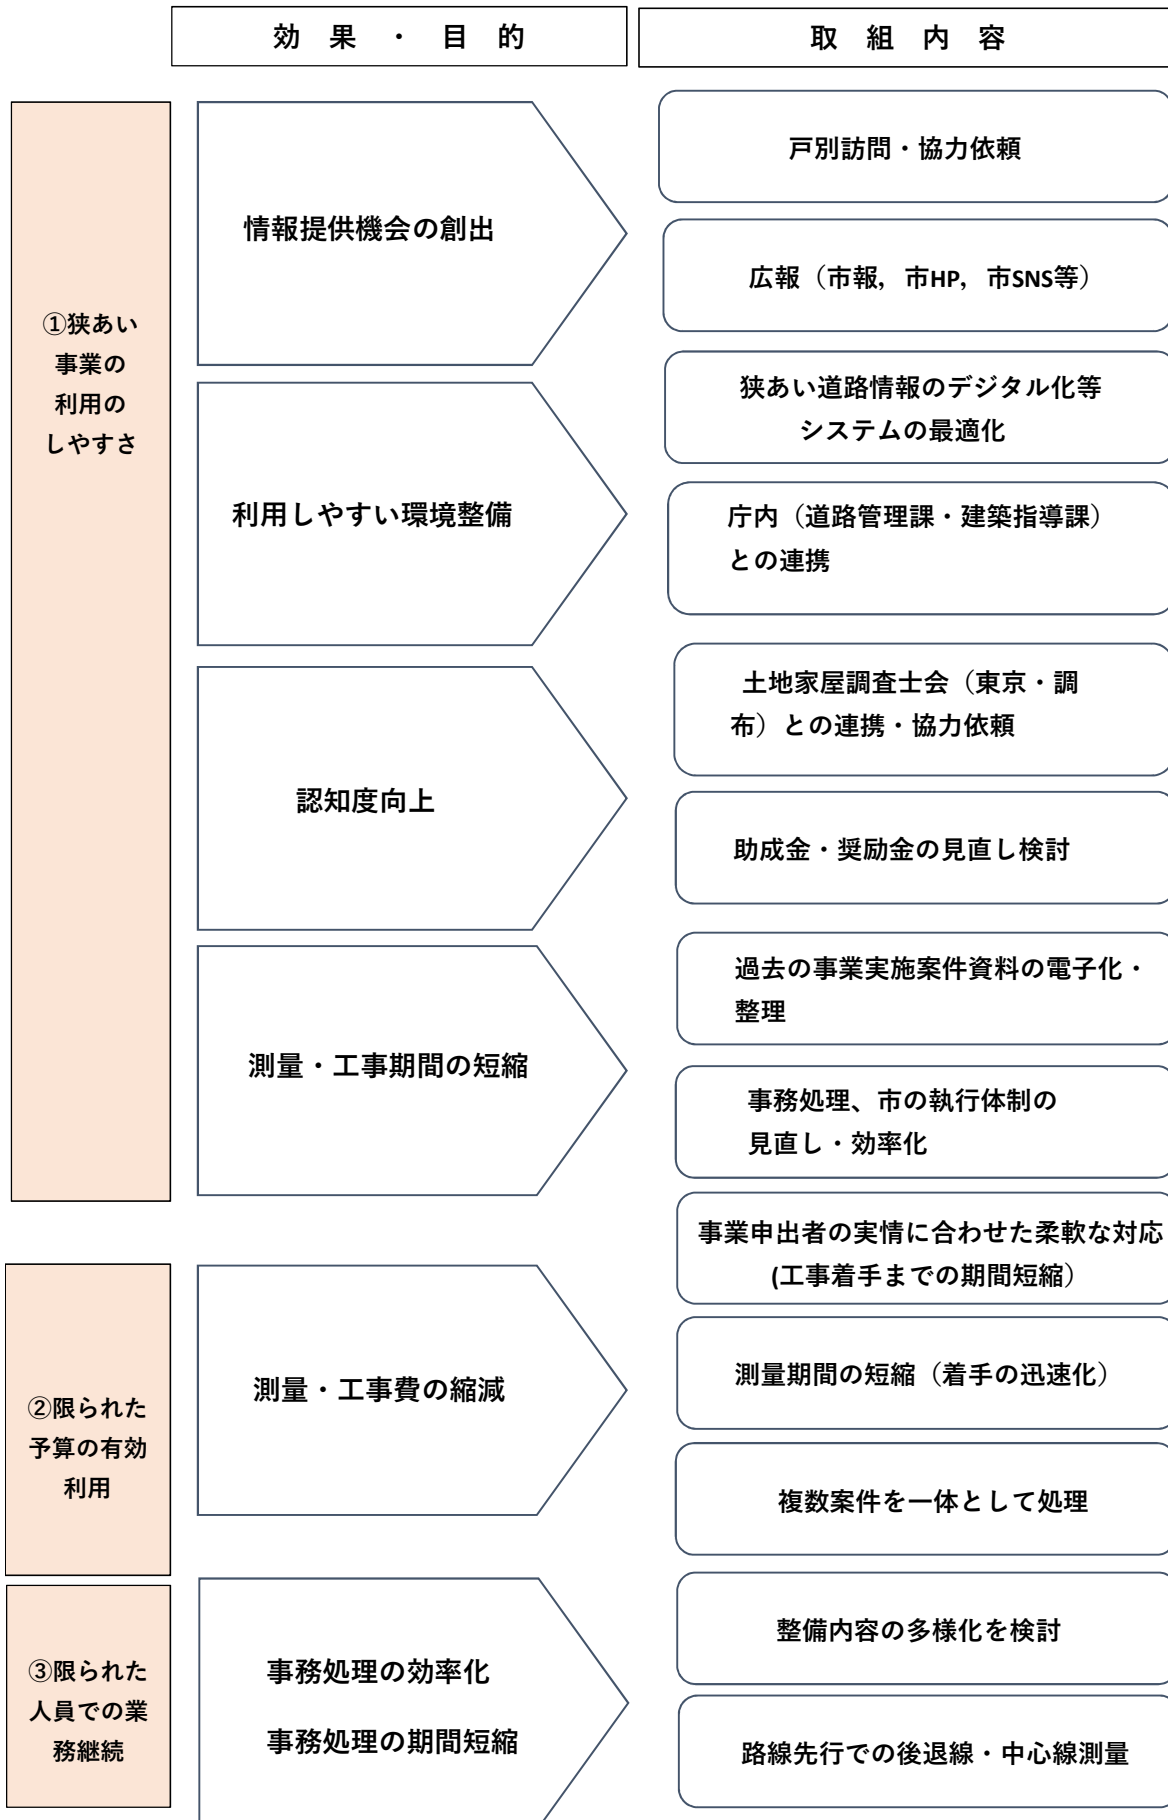 効果・目的
取組内容
①狭あい
事業の
利用の
しやすさ
情報提供機会の創出
利用しやすい環境整備
認知度向上
測量・工事期間の短縮
戸別訪問・協力依頼
広報（市報，市HP，市SNS等）
狭あい道路情報のデジタル化等
システムの最適化
庁内（道路管理課・建築指導課）
との連携
土地家屋調査士会（東京・調
布）との連携・協力依頼
助成金・奨励金の見直し検討
過去の事業実施案件資料の電子化・
整理
事務処理、市の執行体制の
見直し・効率化
事業申出者の実情に合わせた柔軟な対応
(工事着手までの期間短縮）
②限られた
予算の有効
利用
測量・工事費の縮減
測量期間の短縮（着手の迅速化）
複数案件を一体として処理
③限られた
人員での業
務継続
事務処理の効率化
事務処理の期間短縮
整備内容の多様化を検討
路線先行での後退線・中心線測量